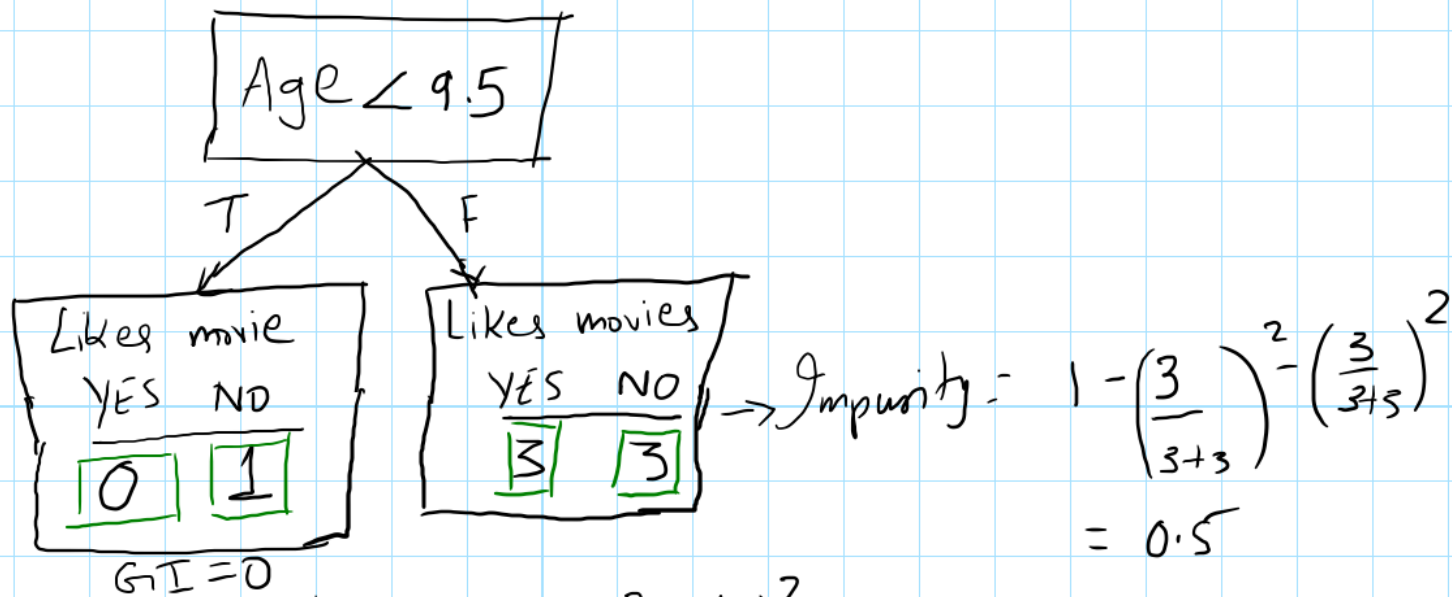 Age < 9.5
T F
Likes movie
YES NO
0 1
GI = 0
Likes movies
YES NO
3 3
→ Impurity = 1 - (3/(3+3))² - (3/(3+3))²
= 0.5
2